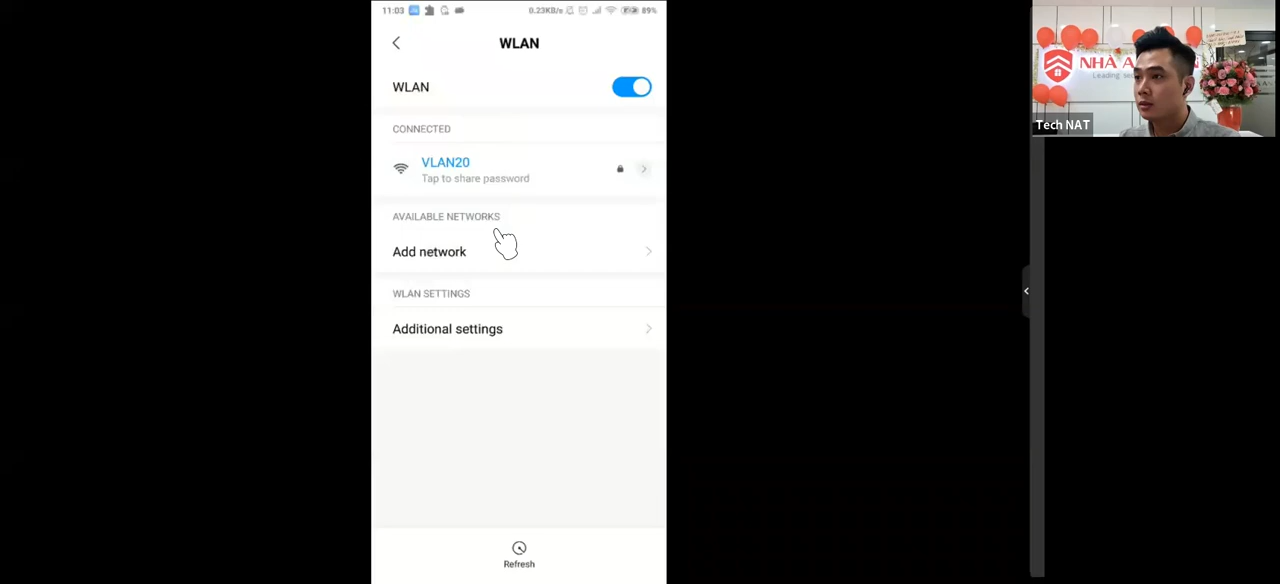 11:03
0.23KB/s
89%
WLAN
WLAN
CONNECTED
VLAN20
Tap to share password
AVAILABLE NETWORKS
Add network
WLAN SETTINGS
Additional settings
Refresh
NHÀ A
Leading
Tech NAT